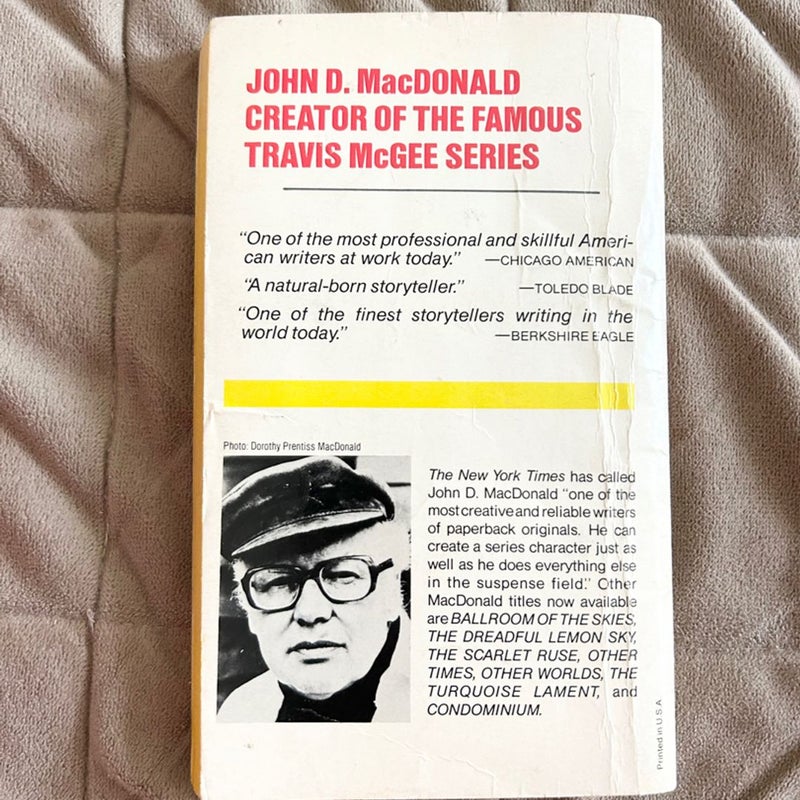 JOHN D. MacDONALD
CREATOR OF THE FAMOUS
TRAVIS McGEE SERIES
“One of the most professional and skillful Ameri-
can writers at work today.” —CHICAGO AMERICAN
“A natural-born storyteller.” —TOLEDO BLADE
“One of the finest storytellers writing in the
world today.” —BERKSHIRE EAGLE
Photo: Dorothy Prentiss MacDonald
The New York Times has called
John D. MacDonald “one of the
most creative and reliable writers
of paperback originals. He can
create a series character just as
well as he does everything else
in the suspense field.” Other
MacDonald titles now available
are BALLROOM OF THE SKIES,
THE DREADFUL LEMON SKY,
THE SCARLET RUSE, OTHER
TIMES, OTHER WORLDS, THE
TURQUOISE LAMENT, and
CONDOMINIUM.
Printed in U.S.A